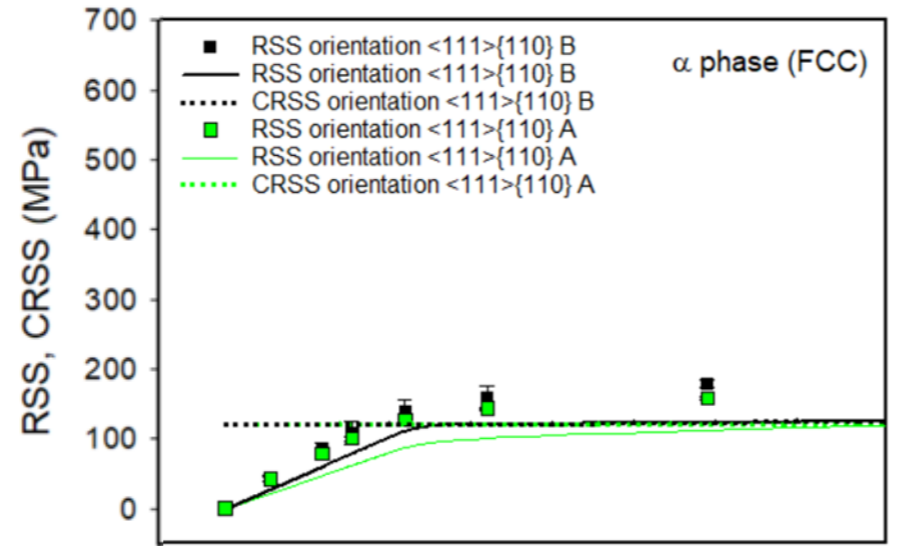 700
600
500
400
300
200
100
0
RSS, CRSS (MPa)
RSS orientation <111>{110} B
RSS orientation <111>{110} B
CRSS orientation <111>{110} B
RSS orientation <111>{110} A
RSS orientation <111>{110} A
CRSS orientation <111>{110} A
α phase (FCC)